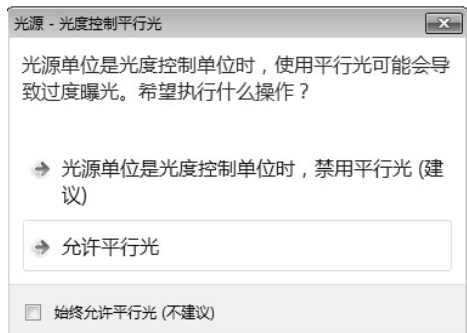 光源 - 光度控制平行光
光源单位是光度控制单位时，使用平行光可能会导
致过度曝光。希望执行什么操作？
光源单位是光度控制单位时，禁用平行光 (建
议)
允许平行光
始终允许平行光 (不建议)